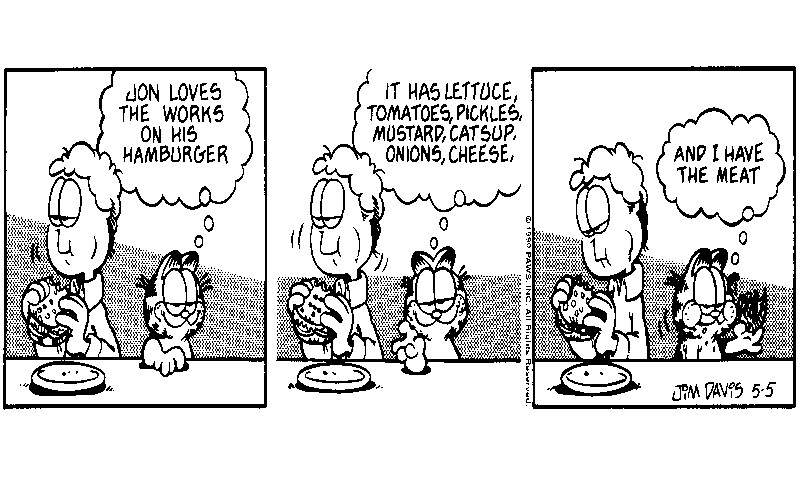 JON LOVES
THE WORKS
ON HIS
HAMBURGER
IT HAS LETTUCE,
TOMATOES, PICKLES,
MUSTARD, CATSUP,
ONIONS, CHEESE,
© 1990 PAWS, INC. All Rights Reserved.
AND I HAVE
THE MEAT
JIM DAVIS 5-5